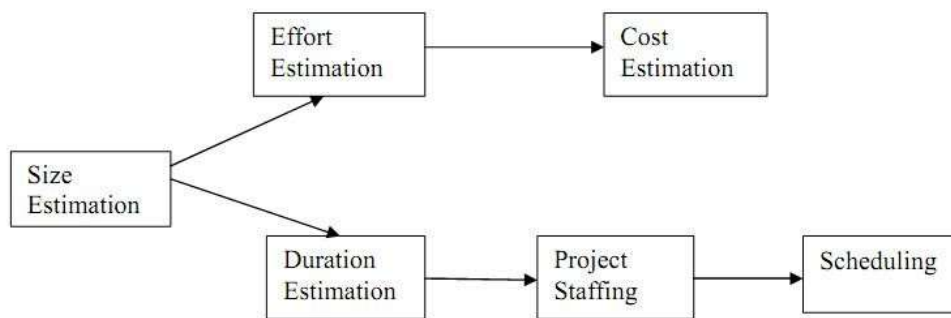 Effort
Estimation
Cost
Estimation
Size
Estimation
Duration
Estimation
Project
Staffing
Scheduling